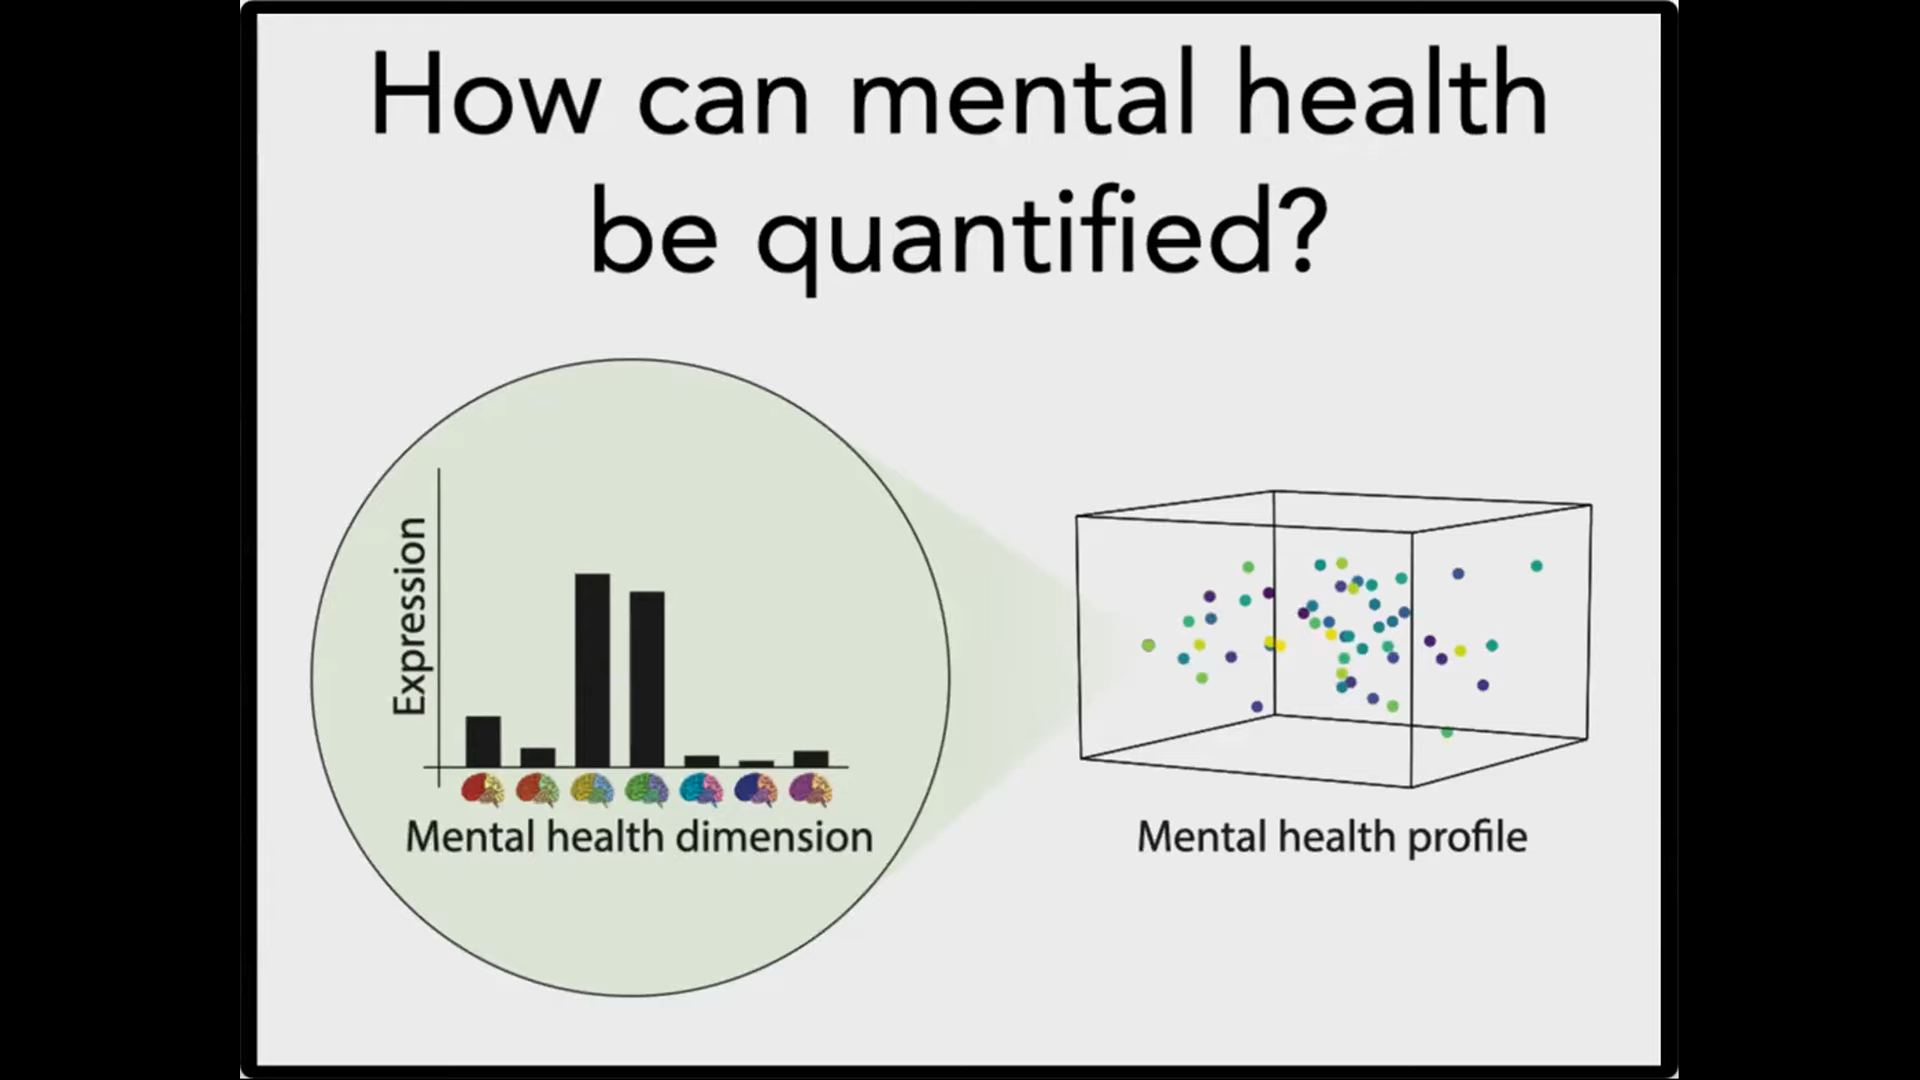 How can mental health
be quantified?
Expression
Mental health dimension
Mental health profile